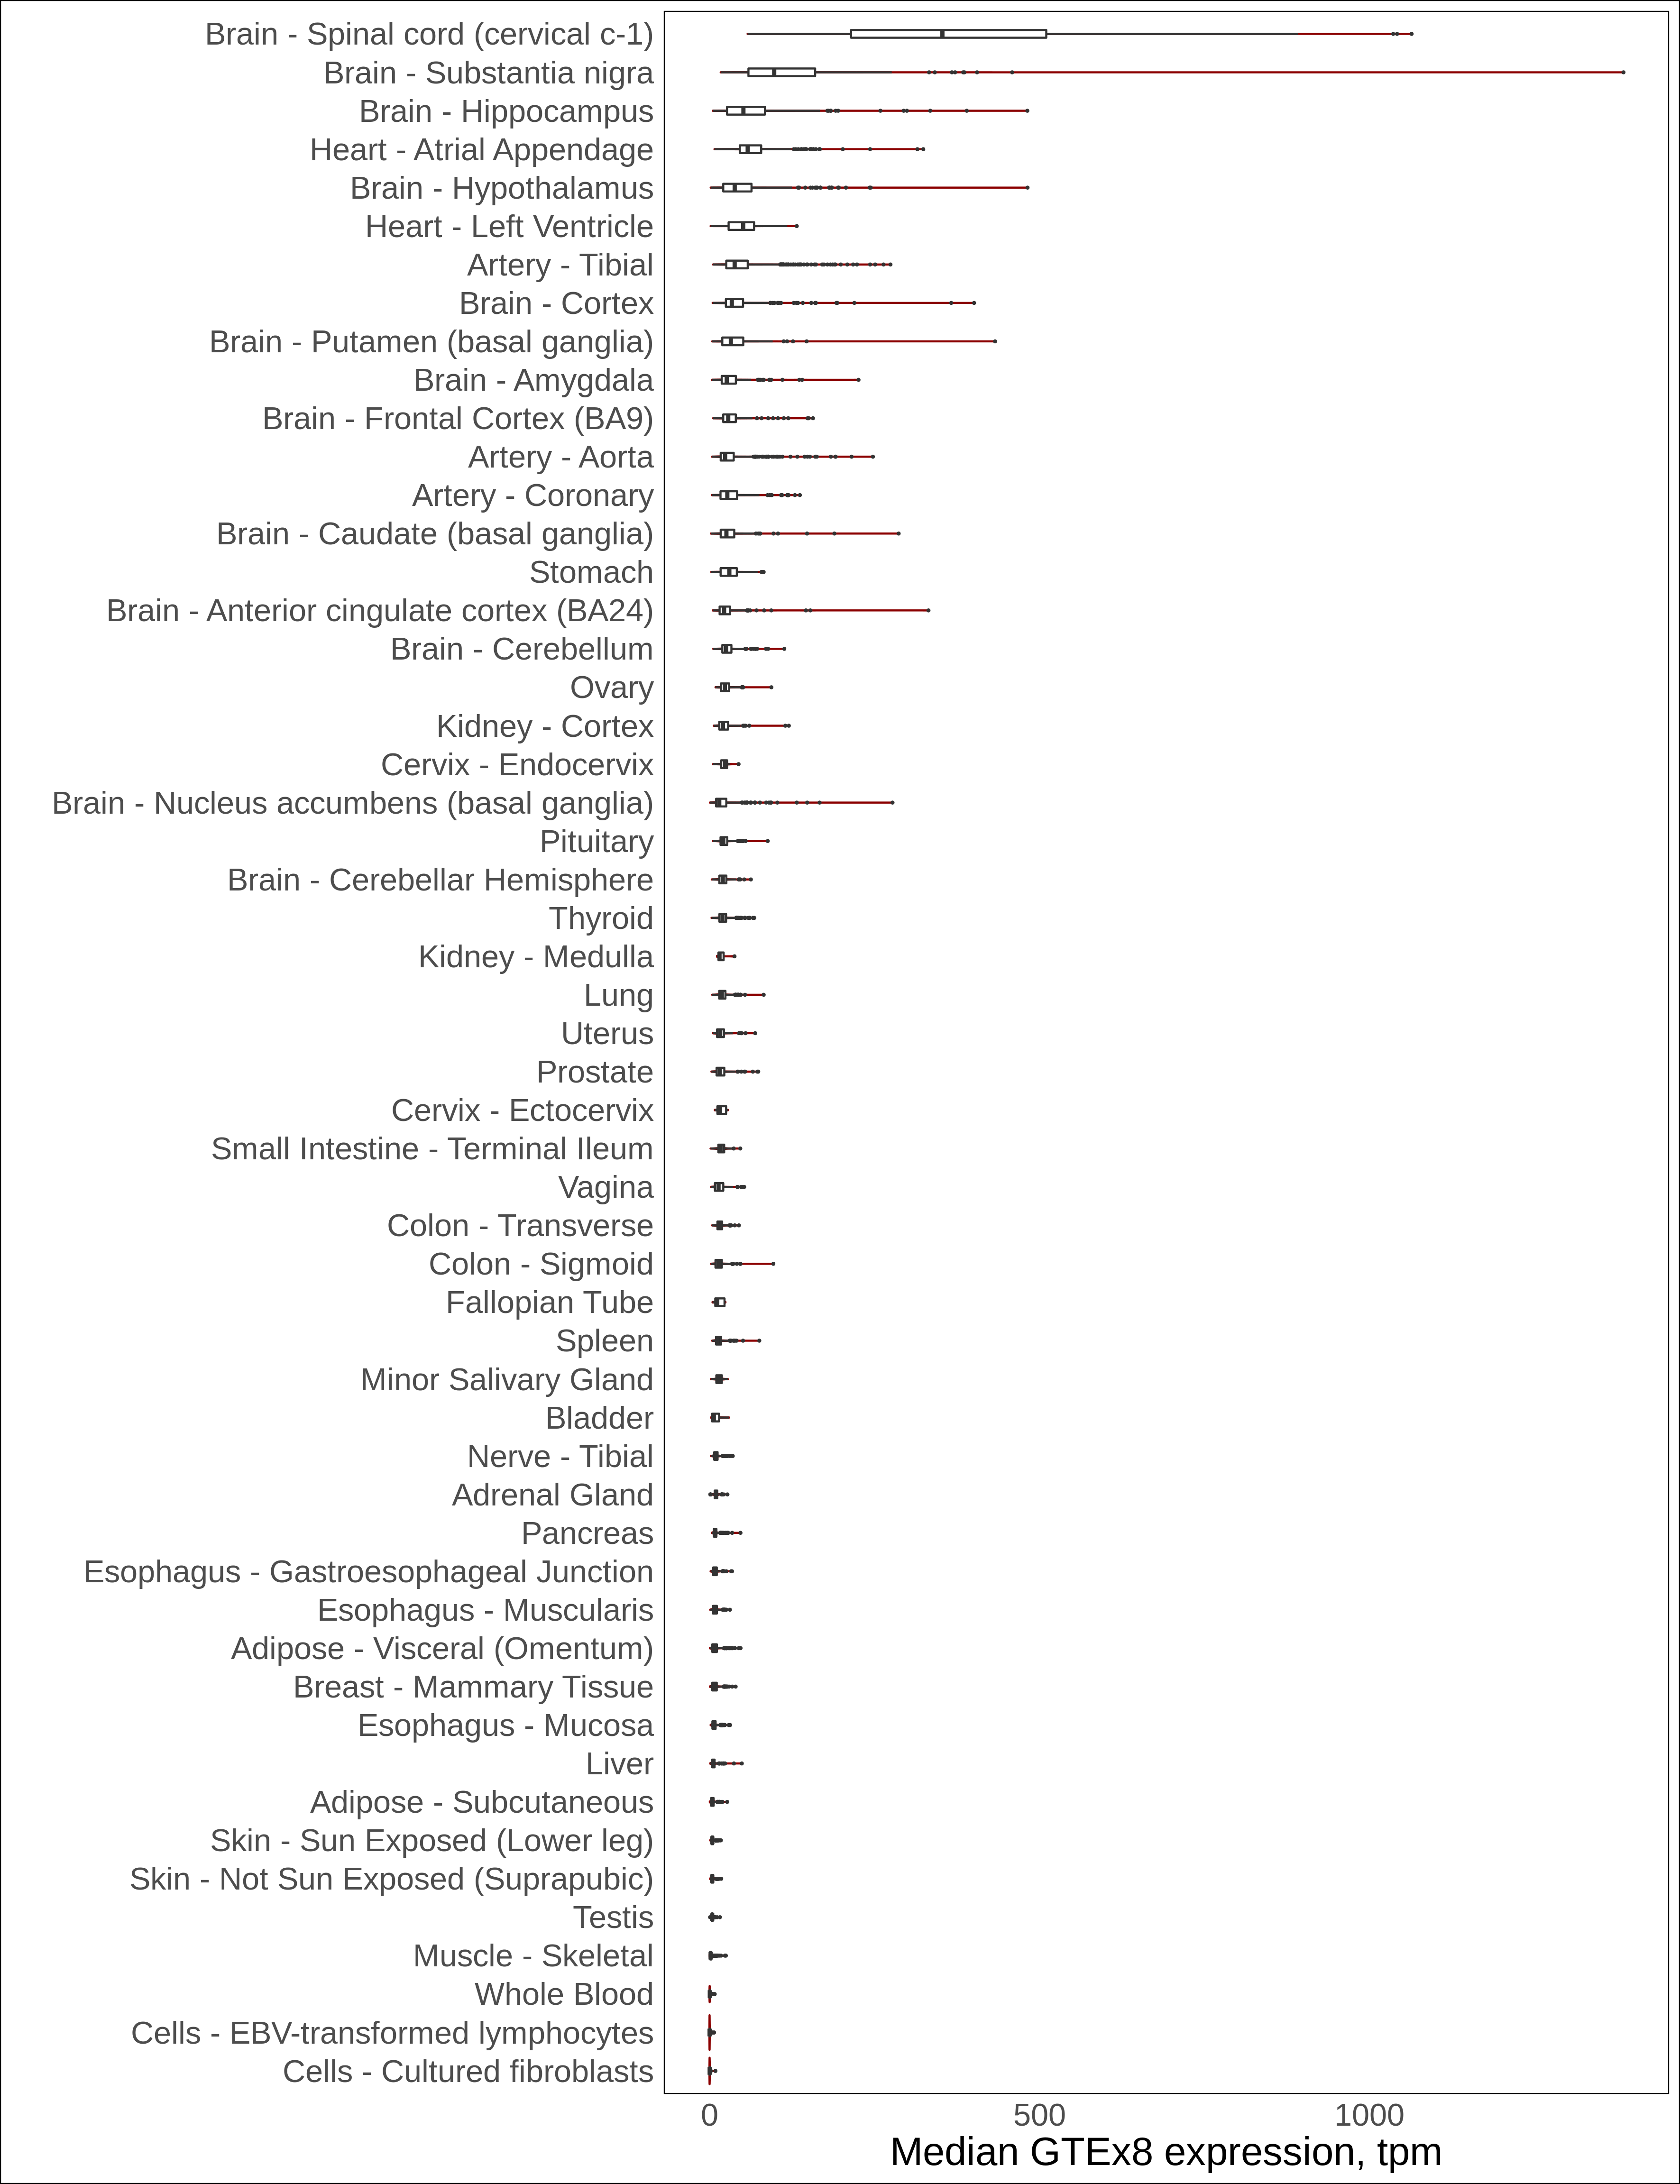 Brain - Spinal cord (cervical c-1)
Brain - Substantia nigra
Brain - Hippocampus
Heart - Atrial Appendage
Brain - Hypothalamus
Heart - Left Ventricle
Artery - Tibial
Brain - Cortex
Brain - Putamen (basal ganglia)
Brain - Amygdala
Brain - Frontal Cortex (BA9)
Artery - Aorta
Artery - Coronary
Brain - Caudate (basal ganglia)
Stomach
Brain - Anterior cingulate cortex (BA24)
Brain - Cerebellum
Ovary
Kidney - Cortex
Cervix - Endocervix
Brain - Nucleus accumbens (basal ganglia)
Pituitary
Brain - Cerebellar Hemisphere
Thyroid
Kidney - Medulla
Lung
Uterus
Prostate
Cervix - Ectocervix
Small Intestine - Terminal Ileum
Vagina
Colon - Transverse
Colon - Sigmoid
Fallopian Tube
Spleen
Minor Salivary Gland
Bladder
Nerve - Tibial
Adrenal Gland
Pancreas
Esophagus - Gastroesophageal Junction
Esophagus - Muscularis
Adipose - Visceral (Omentum)
Breast - Mammary Tissue
Esophagus - Mucosa
Liver
Adipose - Subcutaneous
Skin - Sun Exposed (Lower leg)
Skin - Not Sun Exposed (Suprapubic)
Testis
Muscle - Skeletal
Whole Blood
Cells - EBV-transformed lymphocytes
Cells - Cultured fibroblasts
0 500 1000
Median GTEx8 expression, tpm